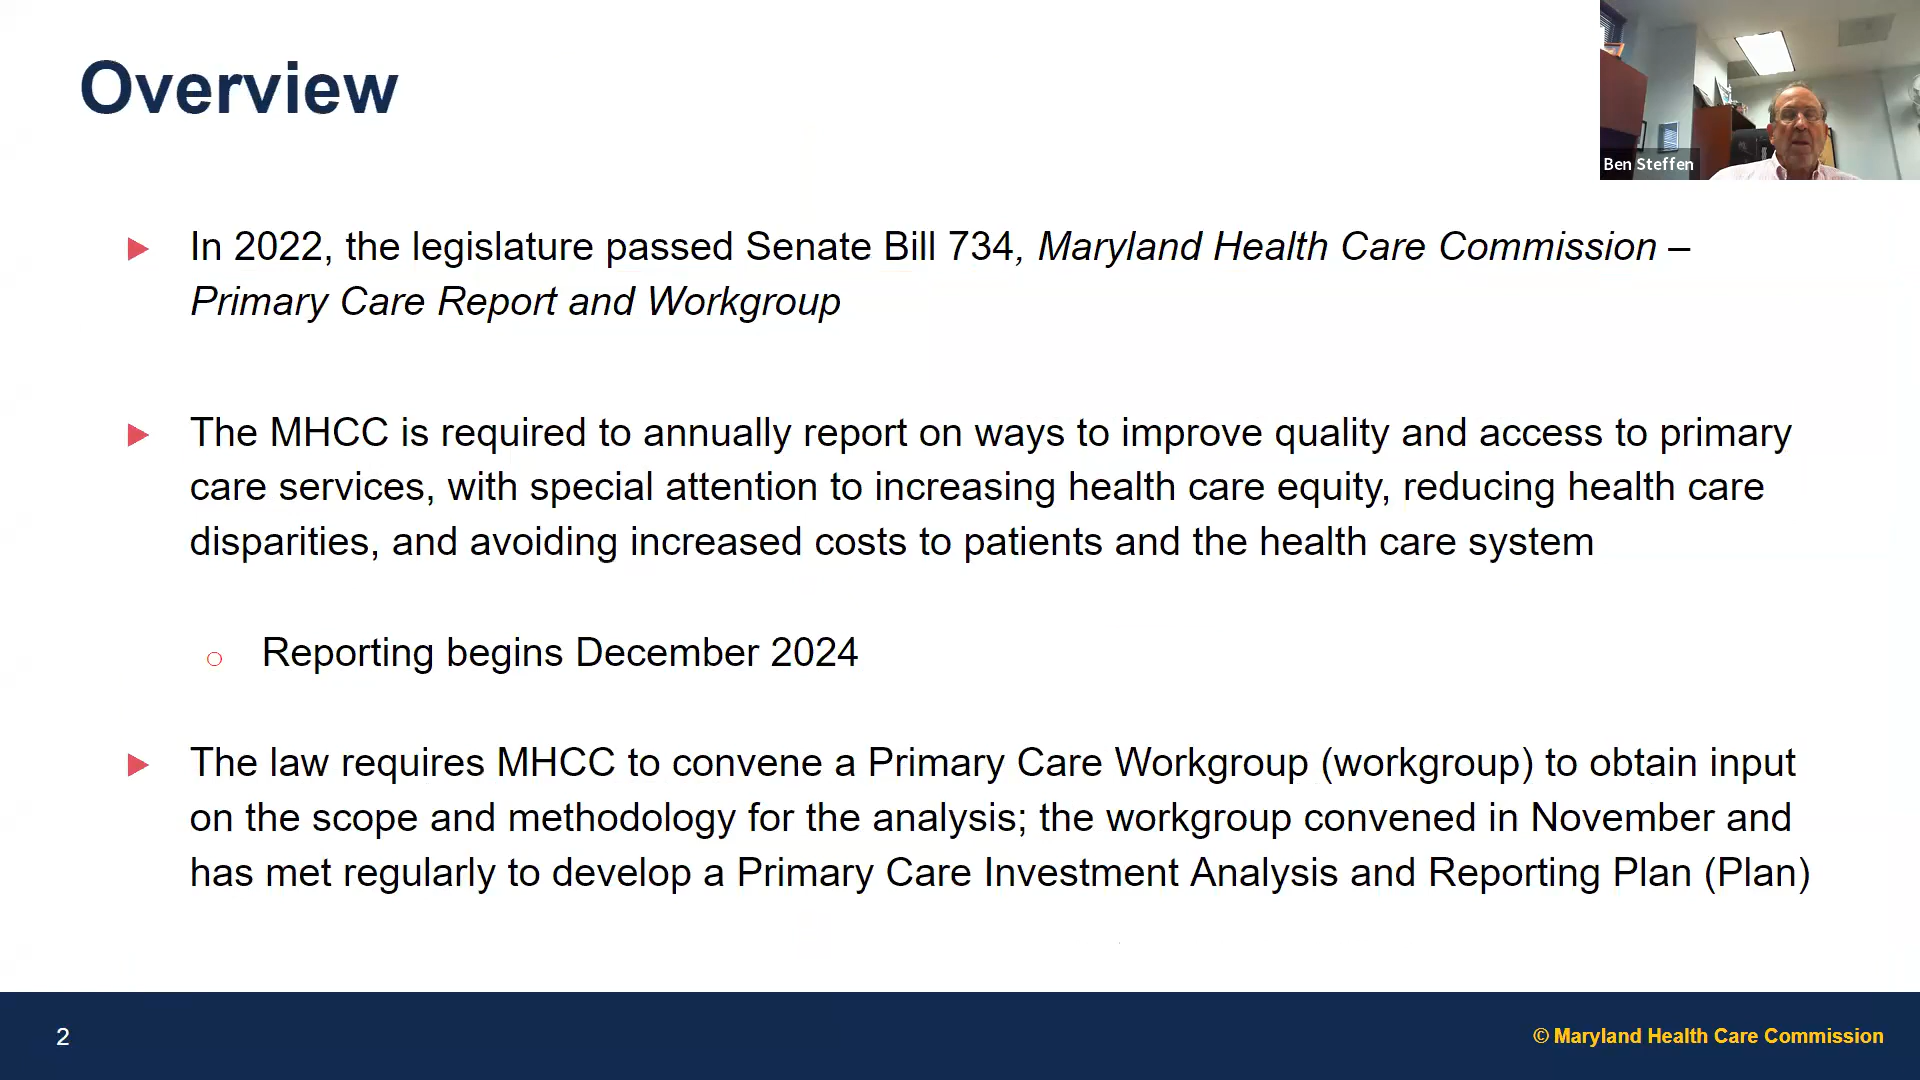 Overview
Ben Steffen
In 2022, the legislature passed Senate Bill 734, Maryland Health Care Commission –
Primary Care Report and Workgroup
The MHCC is required to annually report on ways to improve quality and access to primary
care services, with special attention to increasing health care equity, reducing health care
disparities, and avoiding increased costs to patients and the health care system
Reporting begins December 2024
The law requires MHCC to convene a Primary Care Workgroup (workgroup) to obtain input
on the scope and methodology for the analysis; the workgroup convened in November and
has met regularly to develop a Primary Care Investment Analysis and Reporting Plan (Plan)
2
© Maryland Health Care Commission